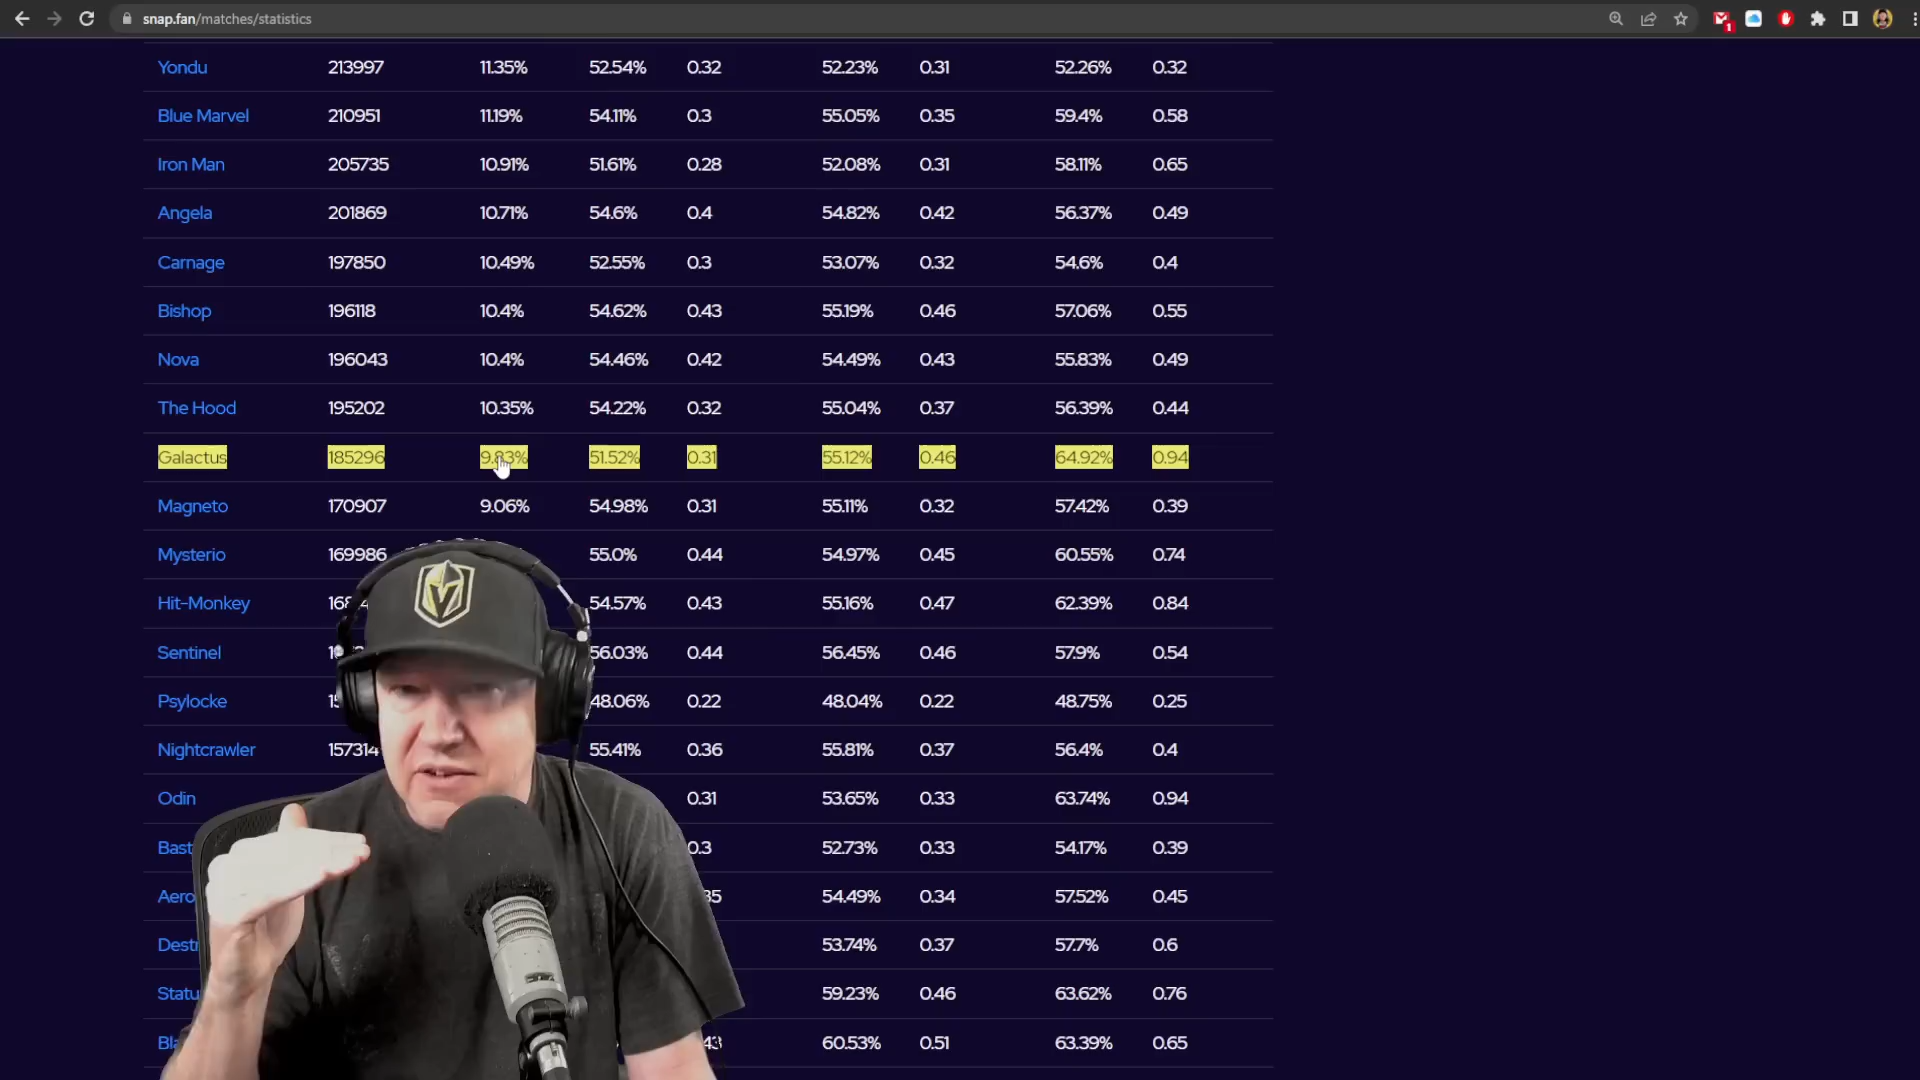 snap.fan/matches/statistics
1
Yondu 213997 11.35% 52.54% 0.32 52.23% 0.31 52.26% 0.32
Blue Marvel 210951 11.19% 54.11% 0.3 55.05% 0.35 59.4% 0.58
Iron Man 205735 10.91% 51.61% 0.28 52.08% 0.31 58.11% 0.65
Angela 201869 10.71% 54.6% 0.4 54.82% 0.42 56.37% 0.49
Carnage 197850 10.49% 52.55% 0.3 53.07% 0.32 54.6% 0.4
Bishop 196118 10.4% 54.62% 0.43 55.19% 0.46 57.06% 0.55
Nova 196043 10.4% 54.46% 0.42 54.49% 0.43 55.83% 0.49
The Hood 195202 10.35% 54.22% 0.32 55.04% 0.37 56.39% 0.44
Galactus 185296 9.83% 51.52% 0.31 55.12% 0.46 64.92% 0.94
Magneto 170907 9.06% 54.98% 0.31 55.11% 0.32 57.42% 0.39
Mysterio 169986 55.0% 0.44 54.97% 0.45 60.55% 0.74
Hit-Monkey 54.57% 0.43 55.16% 0.47 62.39% 0.84
Sentinel 56.03% 0.44 56.45% 0.46 57.9% 0.54
Psylocke 48.06% 0.22 48.04% 0.22 48.75% 0.25
Nightcrawler 157314 55.41% 0.36 55.81% 0.37 56.4% 0.4
Odin 0.31 53.65% 0.33 63.74% 0.94
Bast 0.3 52.73% 0.33 54.17% 0.39
Aero 54.49% 0.34 57.52% 0.45
Destr 53.74% 0.37 57.7% 0.6
Statu 59.23% 0.46 63.62% 0.76
Bla 60.53% 0.51 63.39% 0.65